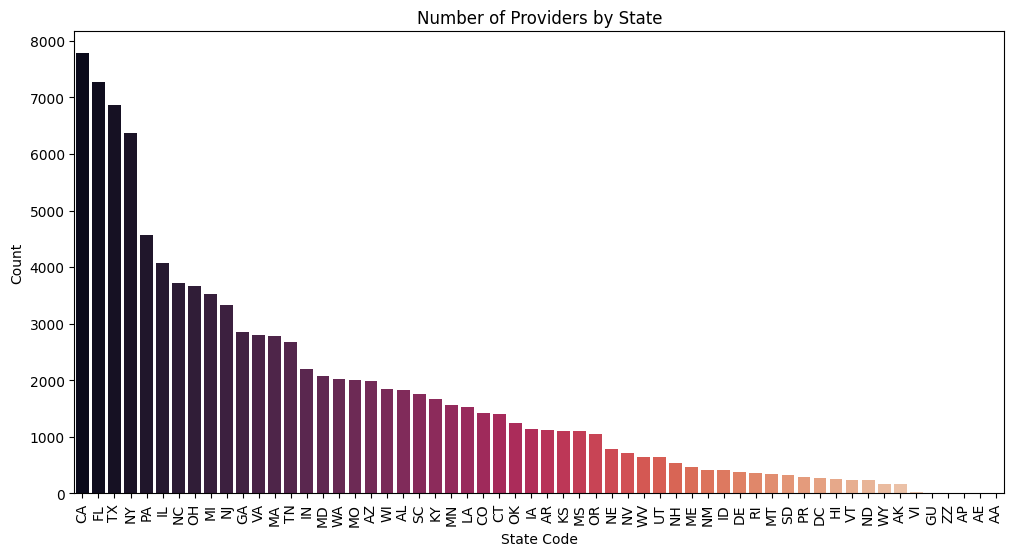 Number of Providers by State
Count
8000
7000
6000
5000
4000
3000
2000
1000
0
CA FL TX NY PA IL NC OH MI NJ GA VA MA TN IN MD WA MO AZ WI AL SC KY MN LA CO CT OK IA AR KS MS OR NE NV WV UT NH ME NM ID DE RI MT SD PR DC HI VT ND WY AK VI GU ZZ AP AE AA
State Code